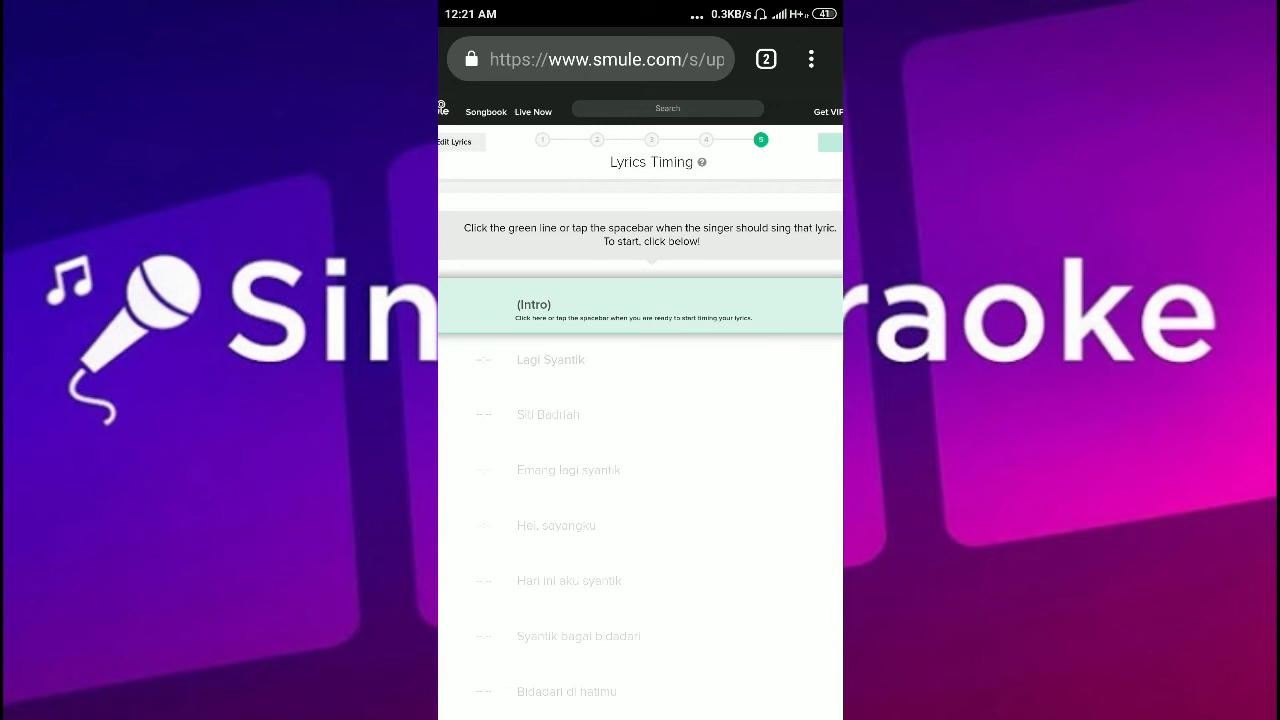 12:21 AM ... 0.3KB/s H+ 41
https://www.smule.com/s/up 2
Songbook Live Now Search Get VIP
Edit Lyrics 1 2 3 4 5
Lyrics Timing ?
Click the green line or tap the spacebar when the singer should sing that lyric.
To start, click below!
(Intro)
Click here or tap the spacebar when you are ready to start timing your lyrics.
Sin raoke
--:-- Lagi Syantik
--:-- Siti Badriah
--:-- Emang lagi syantik
--:-- Hei, sayangku
--:-- Hari ini aku syantik
--:-- Syantik bagai bidadari
--:-- Bidadari di hatimu